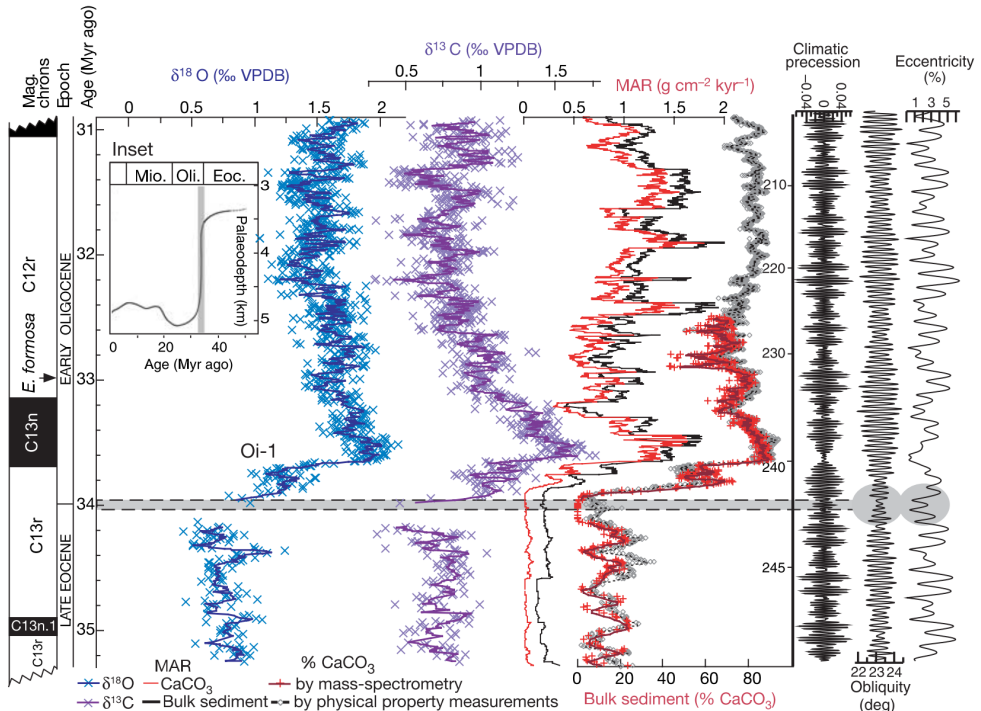 Mag. chrons
Epoch
Age (Myr ago)
δ18 O (‰ VPDB)
0 0.5 1 1.5 2
δ13 C (‰ VPDB)
0.5 1 1.5
MAR (g cm–2 kyr–1)
0 0.5 1 1.5 2
Climatic
precession
–0.04 0 0.04
Eccentricity
(%)
1 3 5
31
32
33
34
35
C12r
E. formosa
C13n
C13r
C13n.1
C13r
EARLY OLIGOCENE
LATE EOCENE
Inset
Mio. Oli. Eoc.
3
4
5
Palaeodepth (km)
0 20 40
Age (Myr ago)
Oi-1
210
220
230
240
245
22 23 24
Obliquity
(deg)
0 20 40 60 80
Bulk sediment (% CaCO3)
MAR
% CaCO3
δ18O
CaCO3
by mass-spectrometry
δ13C
Bulk sediment
by physical property measurements